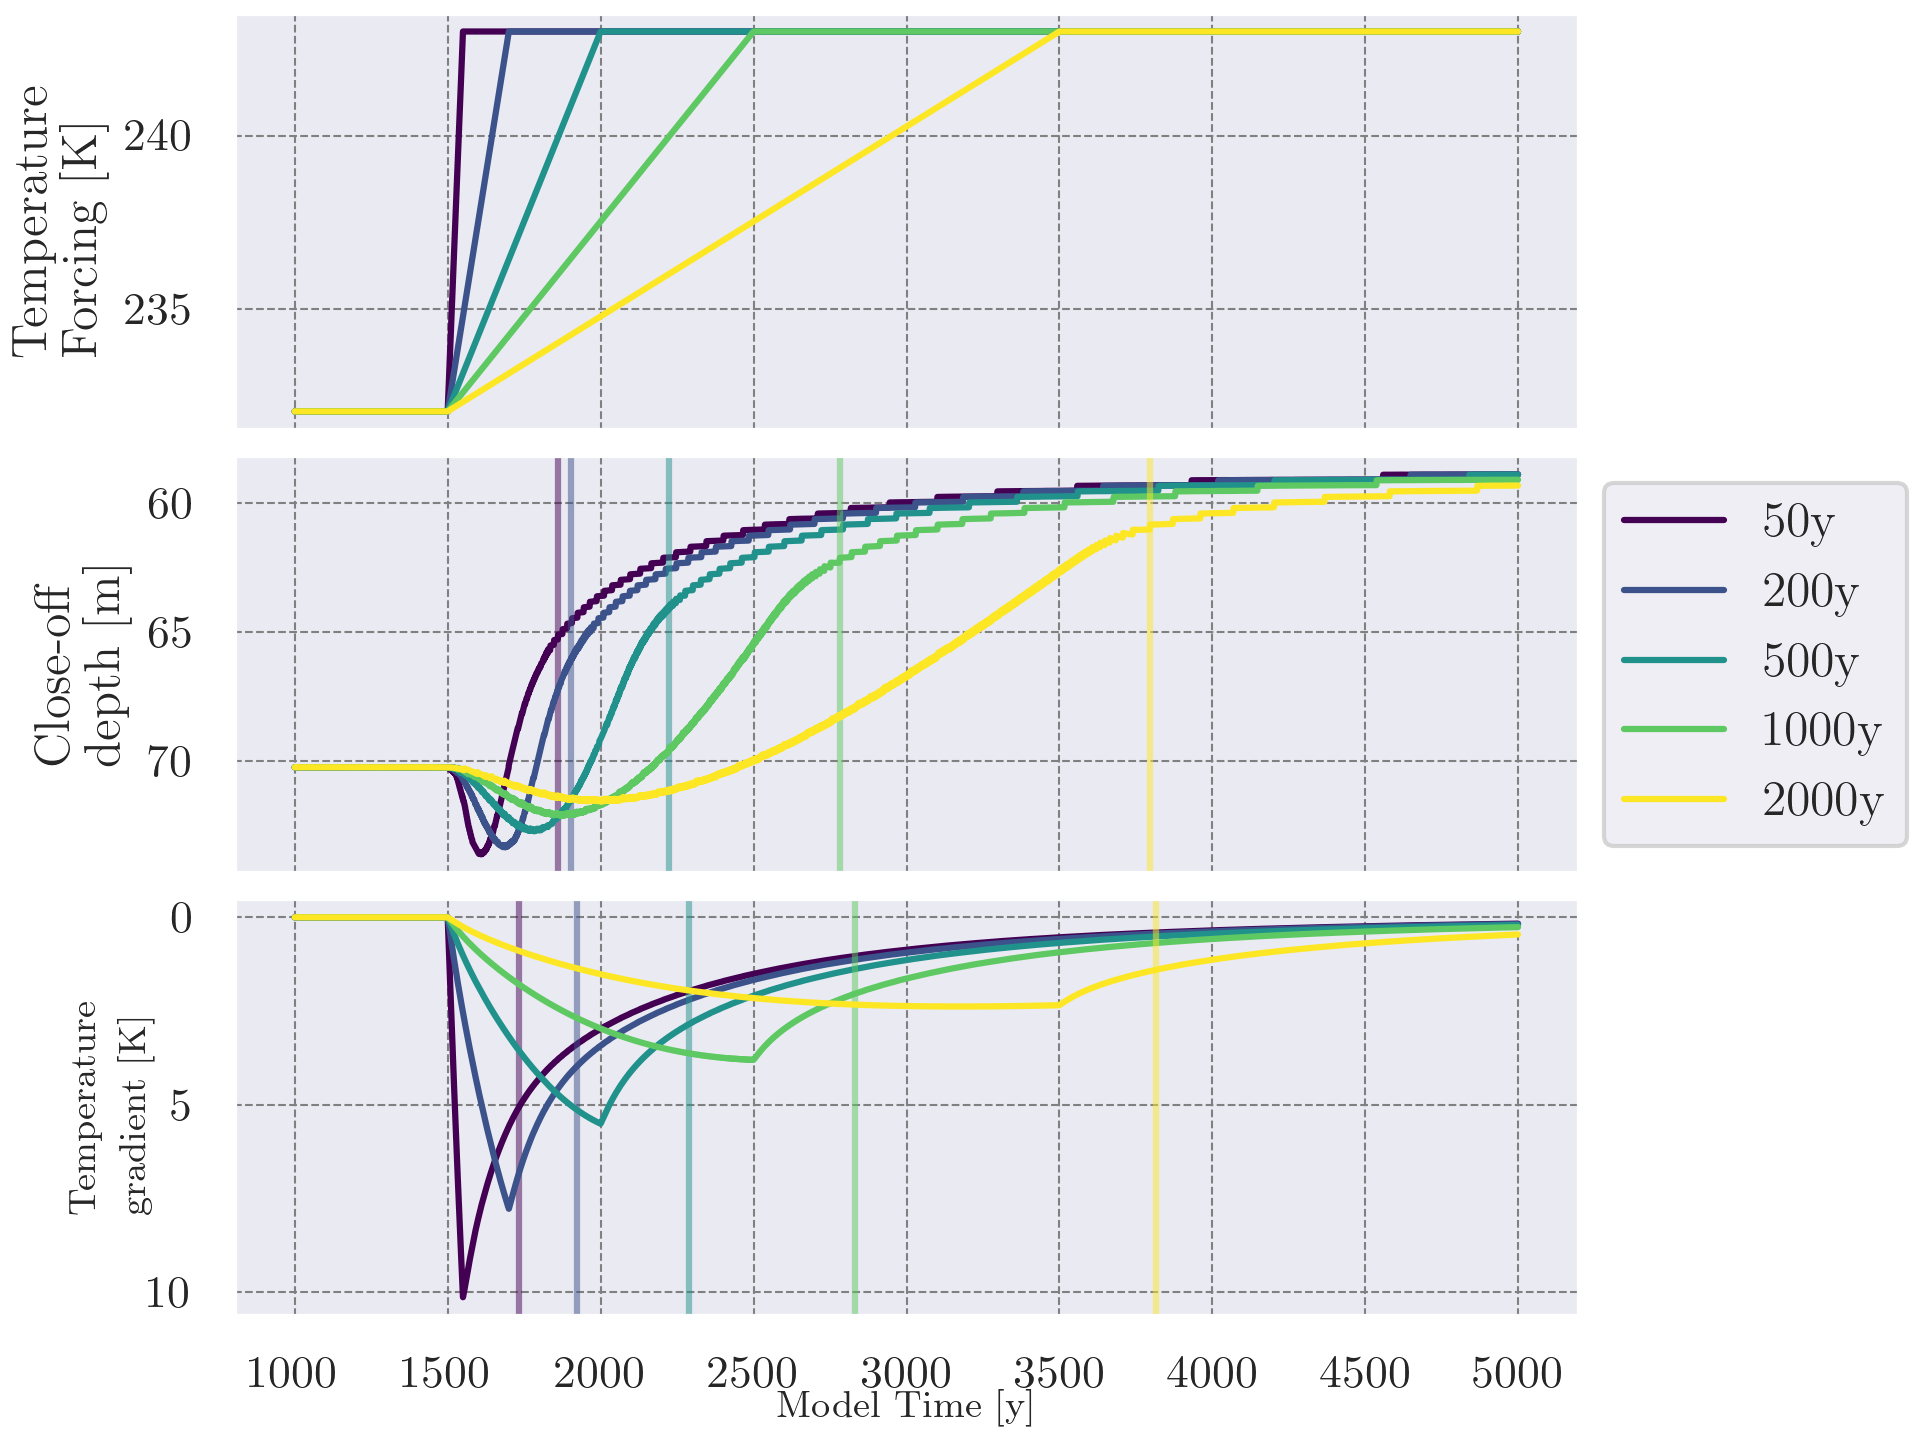 Temperature
Forcing [K]
240
235
Close-off
depth [m]
60
65
70
50y
200y
500y
1000y
2000y
Temperature
gradient [K]
0
5
10
1000 1500 2000 2500 3000 3500 4000 4500 5000
Model Time [y]